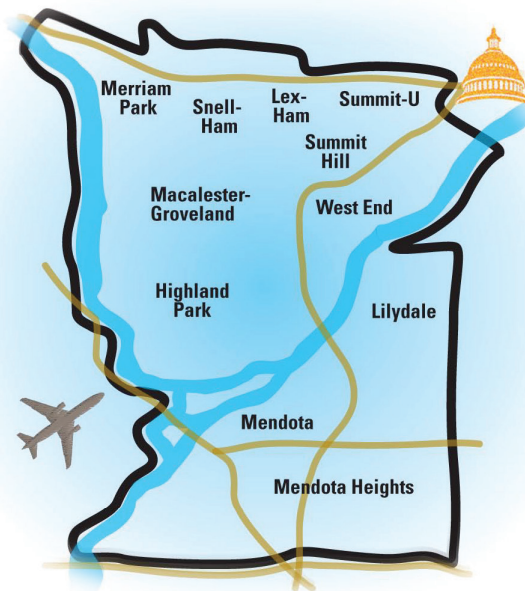 Merriam
Park
Snell-
Ham
Lex-
Ham
Summit-U
Summit
Hill
Macalester-
Groveland
West End
Highland
Park
Lilydale
Mendota
Mendota Heights